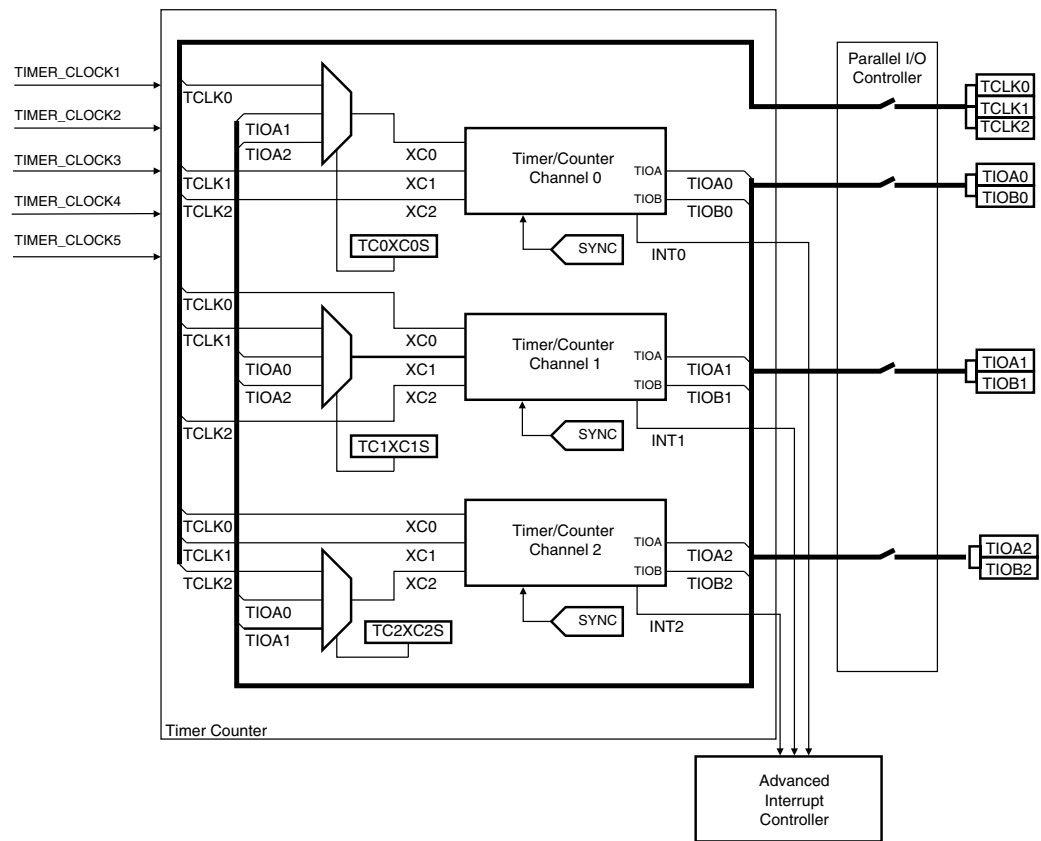 TIMER_CLOCK1
TIMER_CLOCK2
TIMER_CLOCK3
TIMER_CLOCK4
TIMER_CLOCK5
TCLK0
TIOA1
TIOA2
TCLK1
TCLK2
XC0
XC1
XC2
TC0XC0S
Timer/Counter
Channel 0
TIOA
TIOB
TIOA0
TIOB0
SYNC
INT0
TCLK0
TCLK1
TIOA0
TIOA2
TCLK2
XC0
XC1
XC2
TC1XC1S
Timer/Counter
Channel 1
TIOA
TIOB
TIOA1
TIOB1
SYNC
INT1
TCLK0
TCLK1
TCLK2
TIOA0
TIOA1
XC0
XC1
XC2
TC2XC2S
Timer/Counter
Channel 2
TIOA
TIOB
TIOA2
TIOB2
SYNC
INT2
Timer Counter
Parallel I/O
Controller
TCLK0
TCLK1
TCLK2
TIOA0
TIOB0
TIOA1
TIOB1
TIOA2
TIOB2
Advanced
Interrupt
Controller